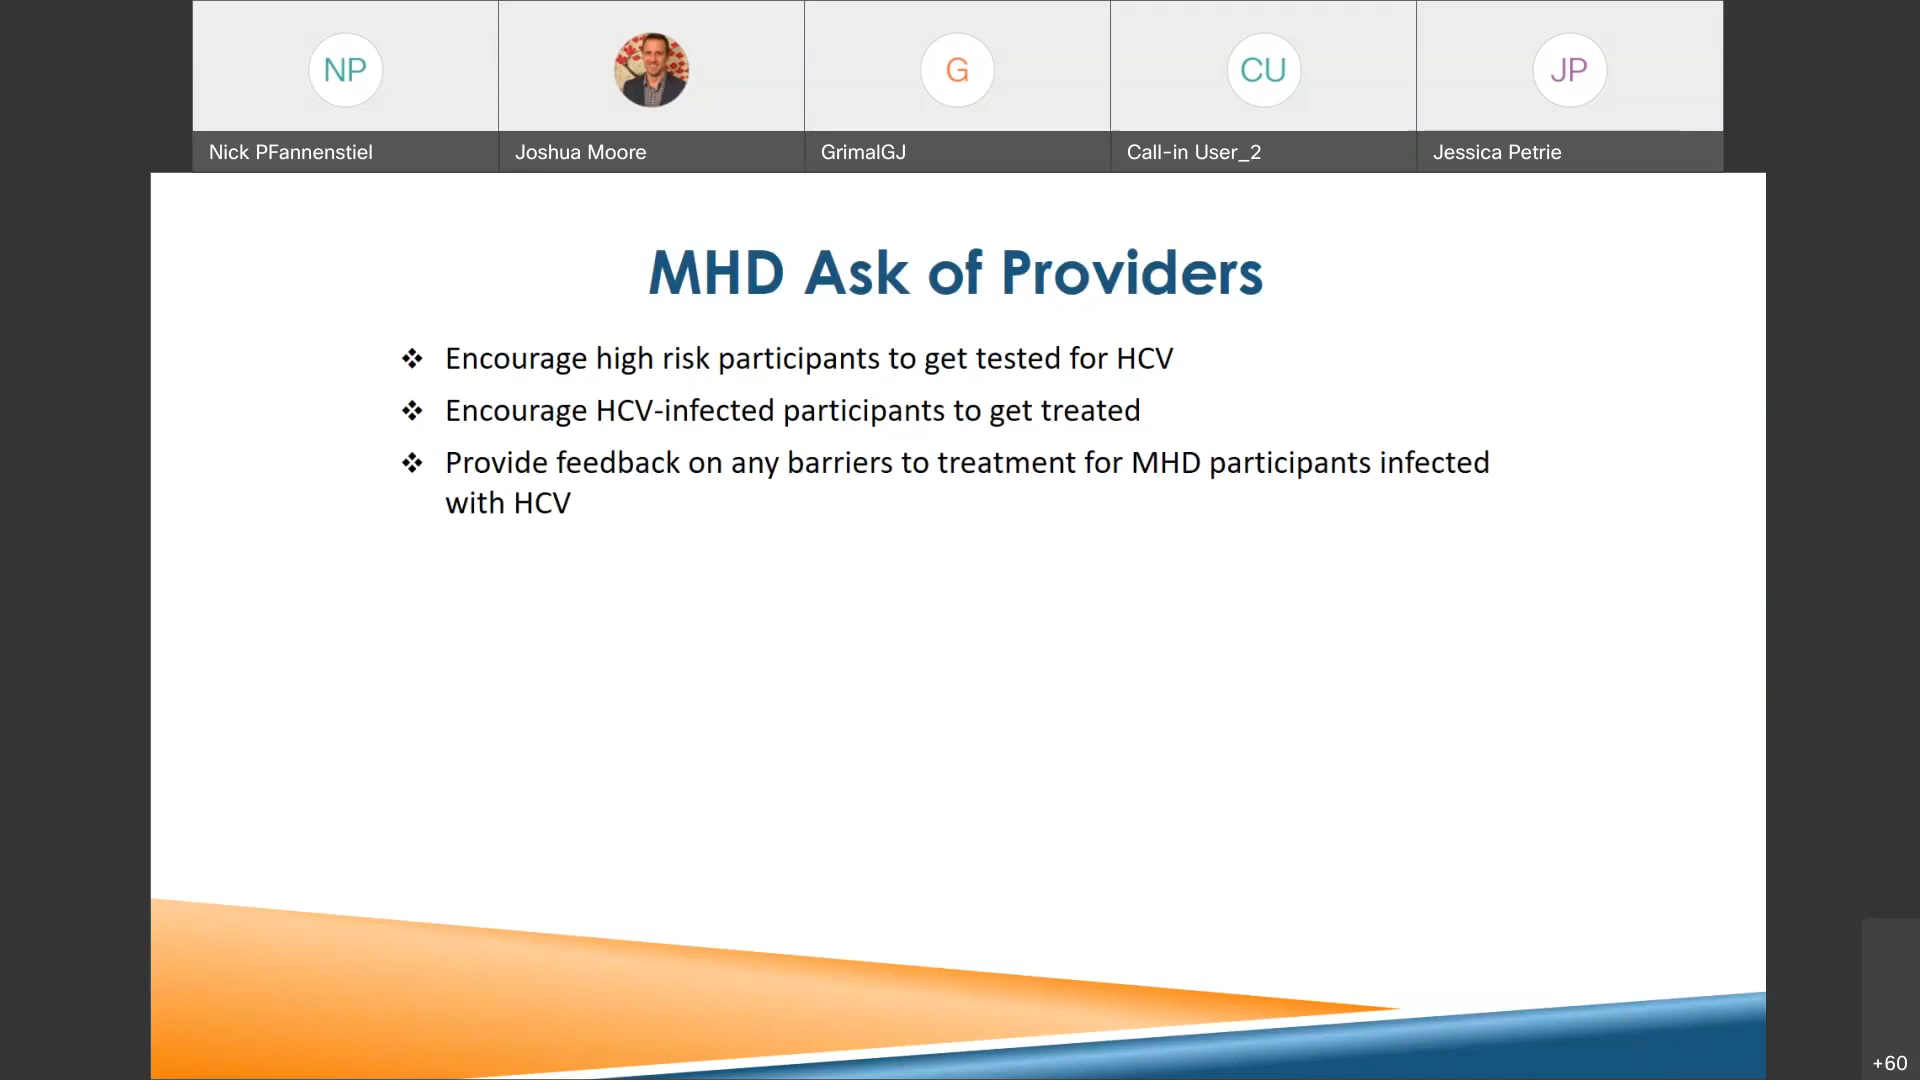 NP
G
CU
JP
Nick PFannenstiel
Joshua Moore
GrimalGJ
Call-in User_2
Jessica Petrie
MHD Ask of Providers
❖ Encourage high risk participants to get tested for HCV
❖ Encourage HCV-infected participants to get treated
❖ Provide feedback on any barriers to treatment for MHD participants infected
with HCV
+60